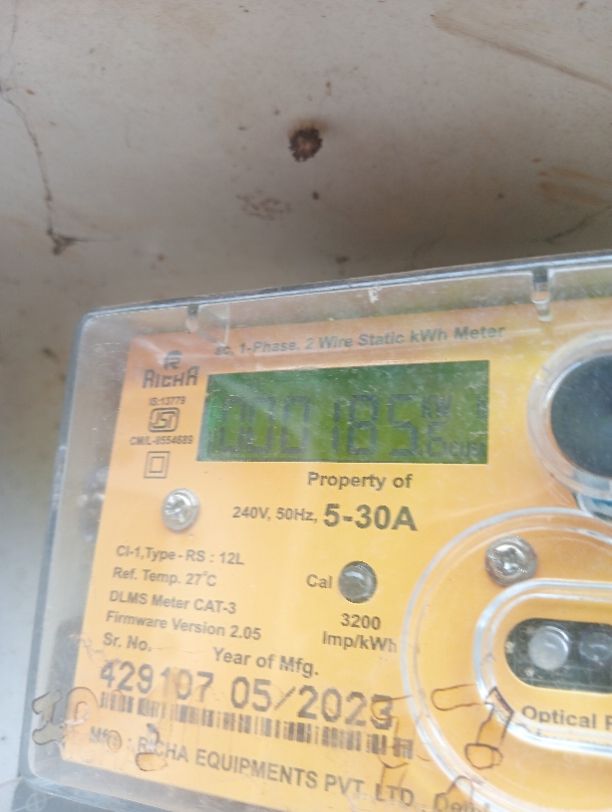 ac, 1-Phase, 2 Wire Static kWh Meter
RICHA
IS:13779
ISI
CM/L-8554689
Property of
240V, 50Hz, 5-30A
Cl-1,Type - RS : 12L
Ref. Temp. 27°C
DLMS Meter CAT-3
Firmware Version 2.05
Cal
3200
imp/kWh
Sr. No.
Year of Mfg.
429107 05/2023
RICHA EQUIPMENTS PVT. LTD.
Optical